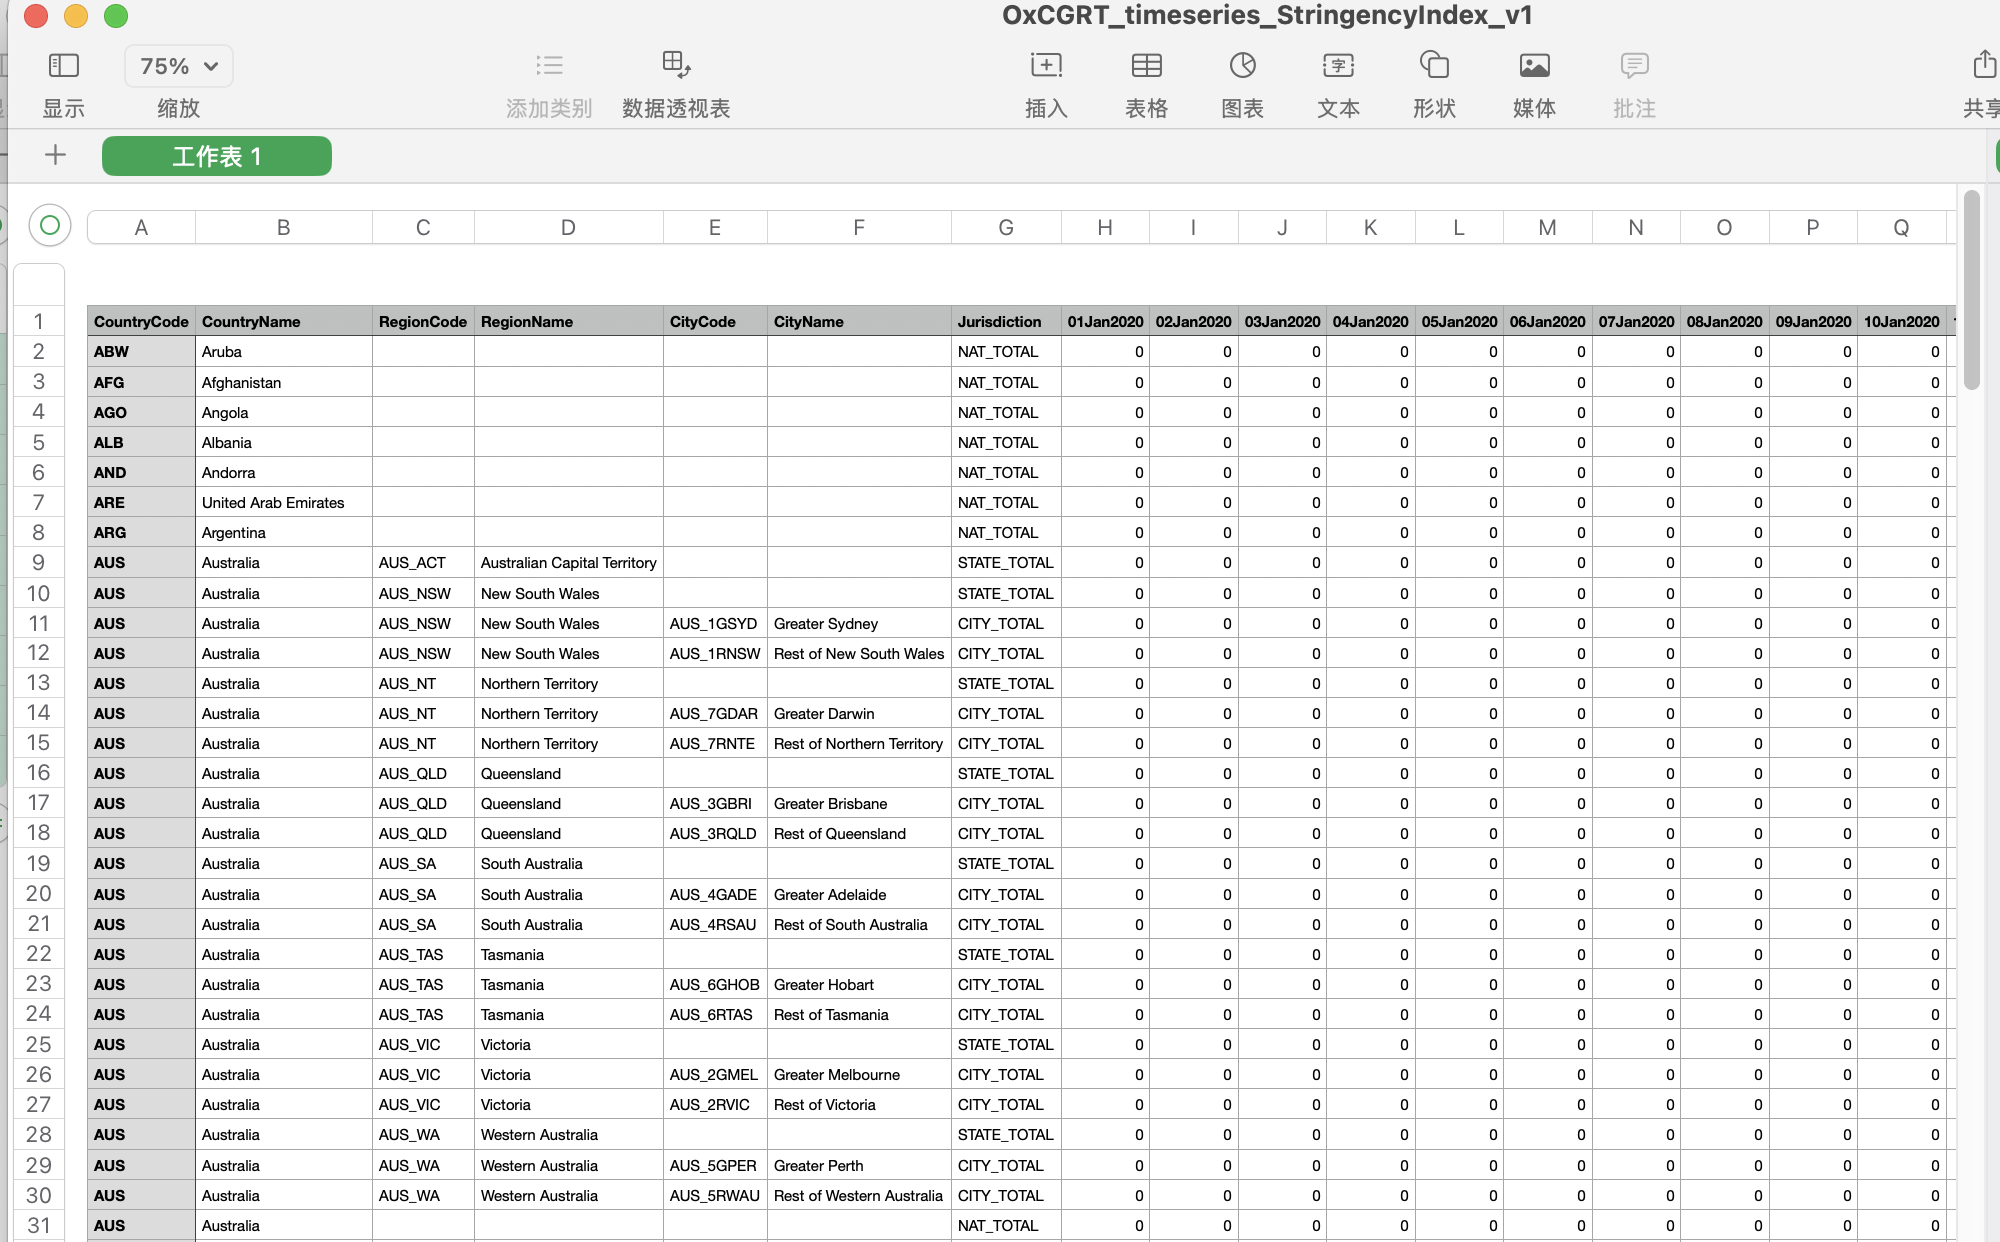 OxCGRT_timeseries_StringencyIndex_v1
75%
显示 缩放 添加类别 数据透视表 插入 表格 图表 文本 形状 媒体 批注 共享
工作表 1
A B C D E F G H I J K L M N O P Q
1 CountryCode CountryName RegionCode RegionName CityCode CityName Jurisdiction 01Jan2020 02Jan2020 03Jan2020 04Jan2020 05Jan2020 06Jan2020 07Jan2020 08Jan2020 09Jan2020 10Jan2020
2 ABW Aruba NAT_TOTAL 0 0 0 0 0 0 0 0 0 0
3 AFG Afghanistan NAT_TOTAL 0 0 0 0 0 0 0 0 0 0
4 AGO Angola NAT_TOTAL 0 0 0 0 0 0 0 0 0 0
5 ALB Albania NAT_TOTAL 0 0 0 0 0 0 0 0 0 0
6 AND Andorra NAT_TOTAL 0 0 0 0 0 0 0 0 0 0
7 ARE United Arab Emirates NAT_TOTAL 0 0 0 0 0 0 0 0 0 0
8 ARG Argentina NAT_TOTAL 0 0 0 0 0 0 0 0 0 0
9 AUS Australia AUS_ACT Australian Capital Territory STATE_TOTAL 0 0 0 0 0 0 0 0 0 0
10 AUS Australia AUS_NSW New South Wales STATE_TOTAL 0 0 0 0 0 0 0 0 0 0
11 AUS Australia AUS_NSW New South Wales AUS_1GSYD Greater Sydney CITY_TOTAL 0 0 0 0 0 0 0 0 0 0
12 AUS Australia AUS_NSW New South Wales AUS_1RNSW Rest of New South Wales CITY_TOTAL 0 0 0 0 0 0 0 0 0 0
13 AUS Australia AUS_NT Northern Territory STATE_TOTAL 0 0 0 0 0 0 0 0 0 0
14 AUS Australia AUS_NT Northern Territory AUS_7GDAR Greater Darwin CITY_TOTAL 0 0 0 0 0 0 0 0 0 0
15 AUS Australia AUS_NT Northern Territory AUS_7RNTE Rest of Northern Territory CITY_TOTAL 0 0 0 0 0 0 0 0 0 0
16 AUS Australia AUS_QLD Queensland STATE_TOTAL 0 0 0 0 0 0 0 0 0 0
17 AUS Australia AUS_QLD Queensland AUS_3GBRI Greater Brisbane CITY_TOTAL 0 0 0 0 0 0 0 0 0 0
18 AUS Australia AUS_QLD Queensland AUS_3RQLD Rest of Queensland CITY_TOTAL 0 0 0 0 0 0 0 0 0 0
19 AUS Australia AUS_SA South Australia STATE_TOTAL 0 0 0 0 0 0 0 0 0 0
20 AUS Australia AUS_SA South Australia AUS_4GADE Greater Adelaide CITY_TOTAL 0 0 0 0 0 0 0 0 0 0
21 AUS Australia AUS_SA South Australia AUS_4RSAU Rest of South Australia CITY_TOTAL 0 0 0 0 0 0 0 0 0 0
22 AUS Australia AUS_TAS Tasmania STATE_TOTAL 0 0 0 0 0 0 0 0 0 0
23 AUS Australia AUS_TAS Tasmania AUS_6GHOB Greater Hobart CITY_TOTAL 0 0 0 0 0 0 0 0 0 0
24 AUS Australia AUS_TAS Tasmania AUS_6RTAS Rest of Tasmania CITY_TOTAL 0 0 0 0 0 0 0 0 0 0
25 AUS Australia AUS_VIC Victoria STATE_TOTAL 0 0 0 0 0 0 0 0 0 0
26 AUS Australia AUS_VIC Victoria AUS_2GMEL Greater Melbourne CITY_TOTAL 0 0 0 0 0 0 0 0 0 0
27 AUS Australia AUS_VIC Victoria AUS_2RVIC Rest of Victoria CITY_TOTAL 0 0 0 0 0 0 0 0 0 0
28 AUS Australia AUS_WA Western Australia STATE_TOTAL 0 0 0 0 0 0 0 0 0 0
29 AUS Australia AUS_WA Western Australia AUS_5GPER Greater Perth CITY_TOTAL 0 0 0 0 0 0 0 0 0 0
30 AUS Australia AUS_WA Western Australia AUS_5RWAU Rest of Western Australia CITY_TOTAL 0 0 0 0 0 0 0 0 0 0
31 AUS Australia NAT_TOTAL 0 0 0 0 0 0 0 0 0 0